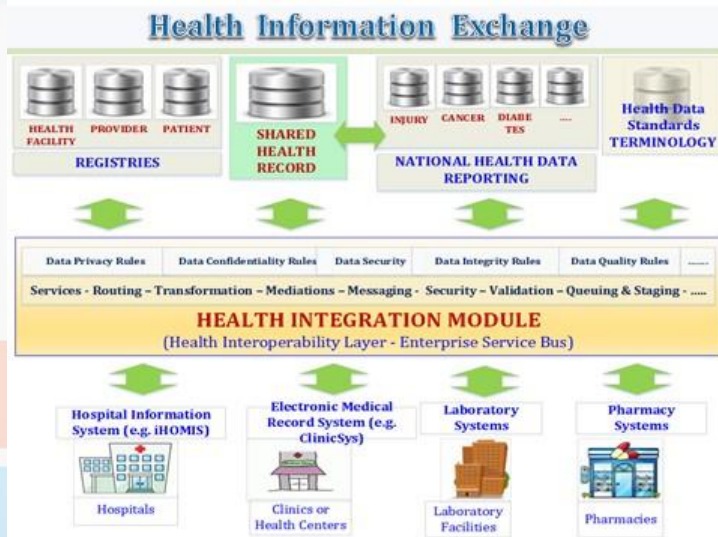 Health Information Exchange
HEALTH
FACILITY
PROVIDER
PATIENT
REGISTRIES
SHARED
HEALTH
RECORD
INJURY
CANCER
DIABE
TES
....
NATIONAL HEALTH DATA
REPORTING
Health Data
Standards
TERMINOLOGY
Data Privacy Rules
Data Confidentiality Rules
Data Security
Data Integrity Rules
Data Quality Rules
.......
Services - Routing – Transformation – Mediations – Messaging - Security – Validation – Queuing & Staging - .....
HEALTH INTEGRATION MODULE
(Health Interoperability Layer - Enterprise Service Bus)
Hospital Information
System (e.g. iHOMIS)
Hospitals
Electronic Medical
Record System (e.g.
ClinicSys)
Clinics or
Health Centers
Laboratory
Systems
Laboratory
Facilities
Pharmacy
Systems
Pharmacies